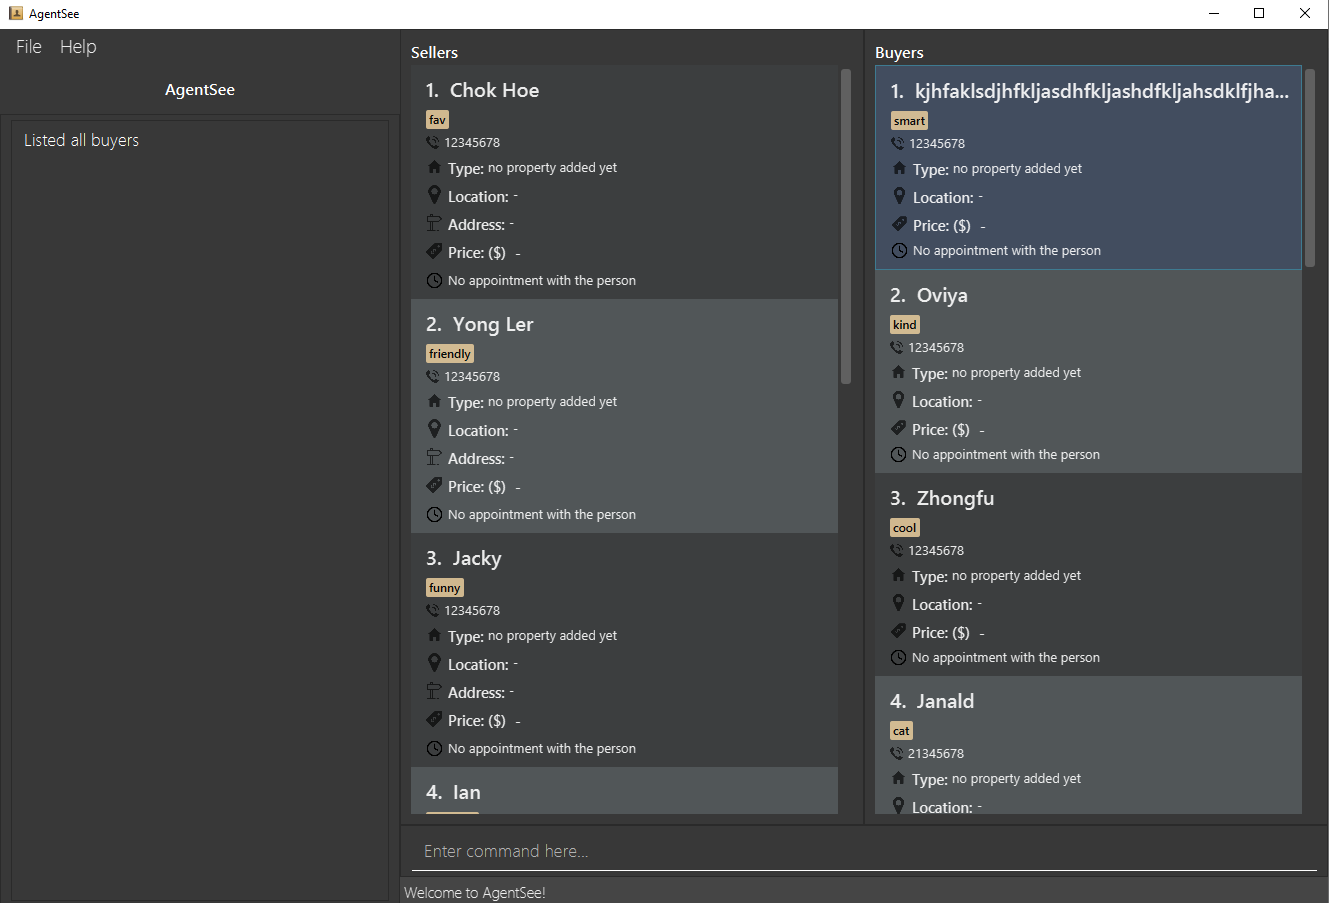 AgentSee
File Help
AgentSee
Listed all buyers
Sellers
1. Chok Hoe
fav
12345678
Type: no property added yet
Location: -
Address: -
Price: ($) -
No appointment with the person
2. Yong Ler
friendly
12345678
Type: no property added yet
Location: -
Address: -
Price: ($) -
No appointment with the person
3. Jacky
funny
12345678
Type: no property added yet
Location: -
Address: -
Price: ($) -
No appointment with the person
4. Ian
Buyers
1. kjhfaklsdjhfkljasdhfkljashdfkljahsdklfjha...
smart
12345678
Type: no property added yet
Location: -
Price: ($) -
No appointment with the person
2. Oviya
kind
12345678
Type: no property added yet
Location: -
Price: ($) -
No appointment with the person
3. Zhongfu
cool
12345678
Type: no property added yet
Location: -
Price: ($) -
No appointment with the person
4. Janald
cat
21345678
Type: no property added yet
Location: -
Enter command here...
Welcome to AgentSee!